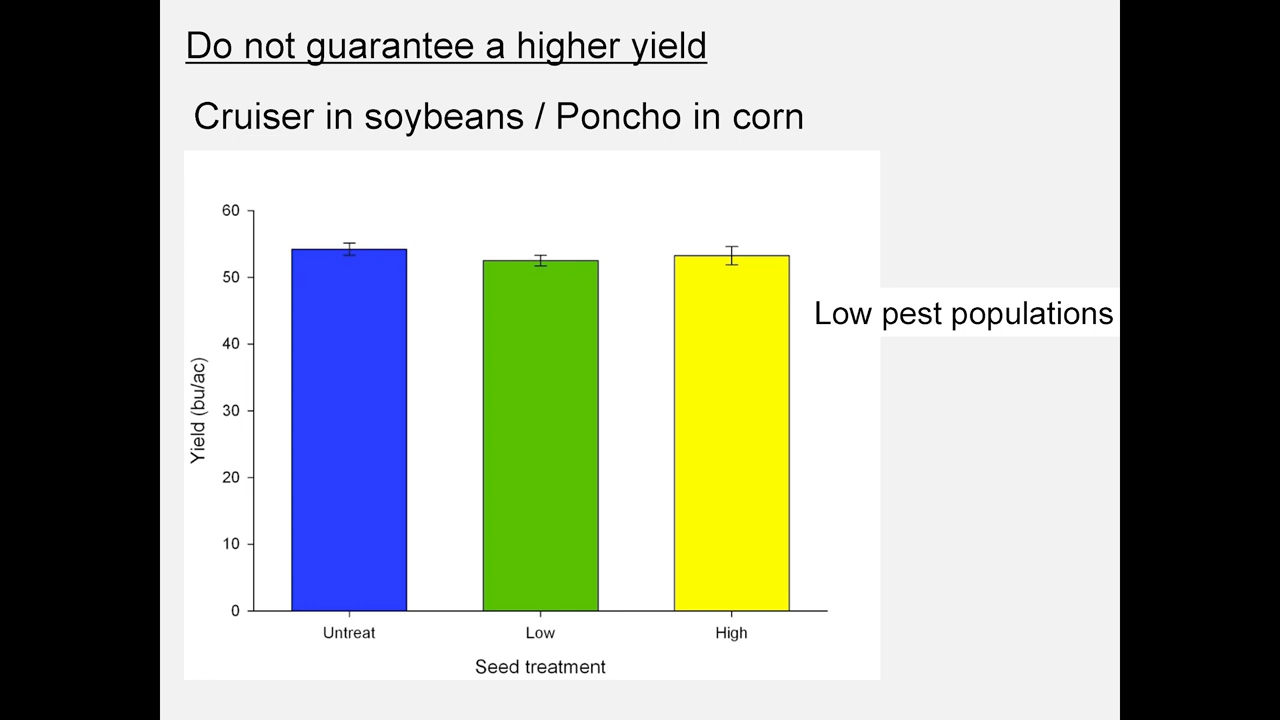 Do not guarantee a higher yield
Cruiser in soybeans / Poncho in corn
60
50
40
30
20
10
0
Yield (bu/ac)
Low pest populations
Untreat Low High
Seed treatment